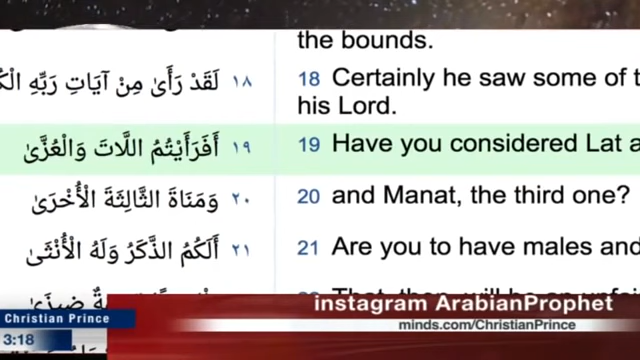 the bounds.
لَقَدْ رَأَىٰ مِنْ آيَاتِ رَبِّهِ ١٨
18 Certainly he saw some of
his Lord.
أَفَرَأَيْتُمُ اللَّاتَ وَالْعُزَّىٰ ١٩
19 Have you considered Lat
وَمَنَاةَ الثَّالِثَةَ الْأُخْرَىٰ ٢٠
20 and Manat, the third one?
أَلَكُمُ الذَّكَرُ وَلَهُ الْأُنْثَىٰ ٢١
21 Are you to have males and
instagram ArabianProphet
Christian Prince
minds.com/ChristianPrince
3:18